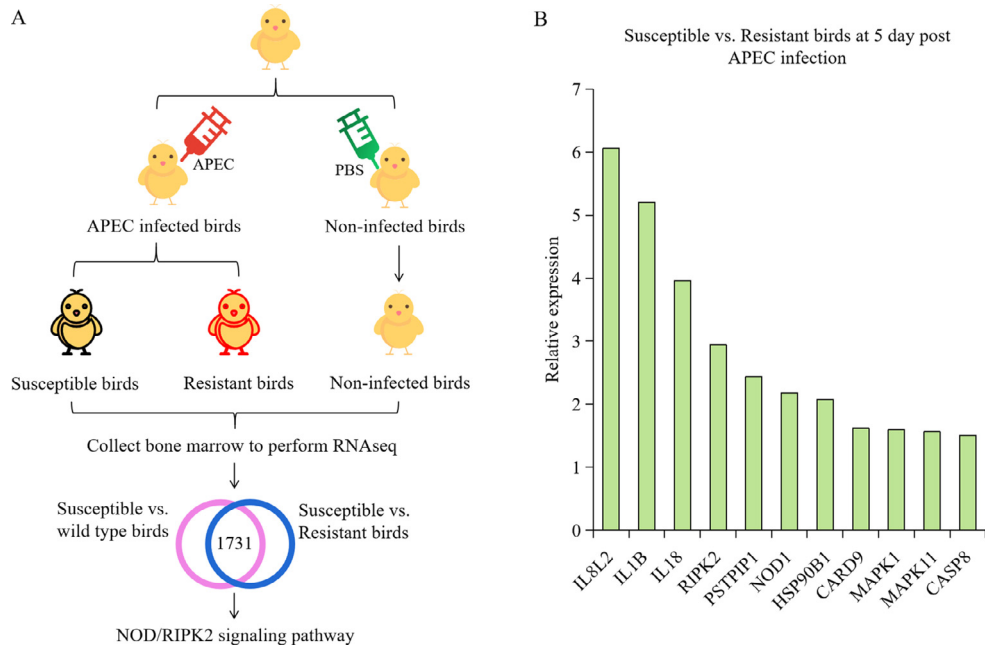 A
APEC
PBS
APEC infected birds
Non-infected birds
Susceptible birds
Resistant birds
Non-infected birds
Collect bone marrow to perform RNAseq
Susceptible vs.
wild type birds
1731
Susceptible vs.
Resistant birds
NOD/RIPK2 signaling pathway
B
Susceptible vs. Resistant birds at 5 day post
APEC infection
Relative expression
7
6
5
4
3
2
1
0
IL8L2
IL1B
IL18
RIPK2
PSTPIP1
NOD1
HSP90B1
CARD9
MAPK1
MAPK11
CASP8